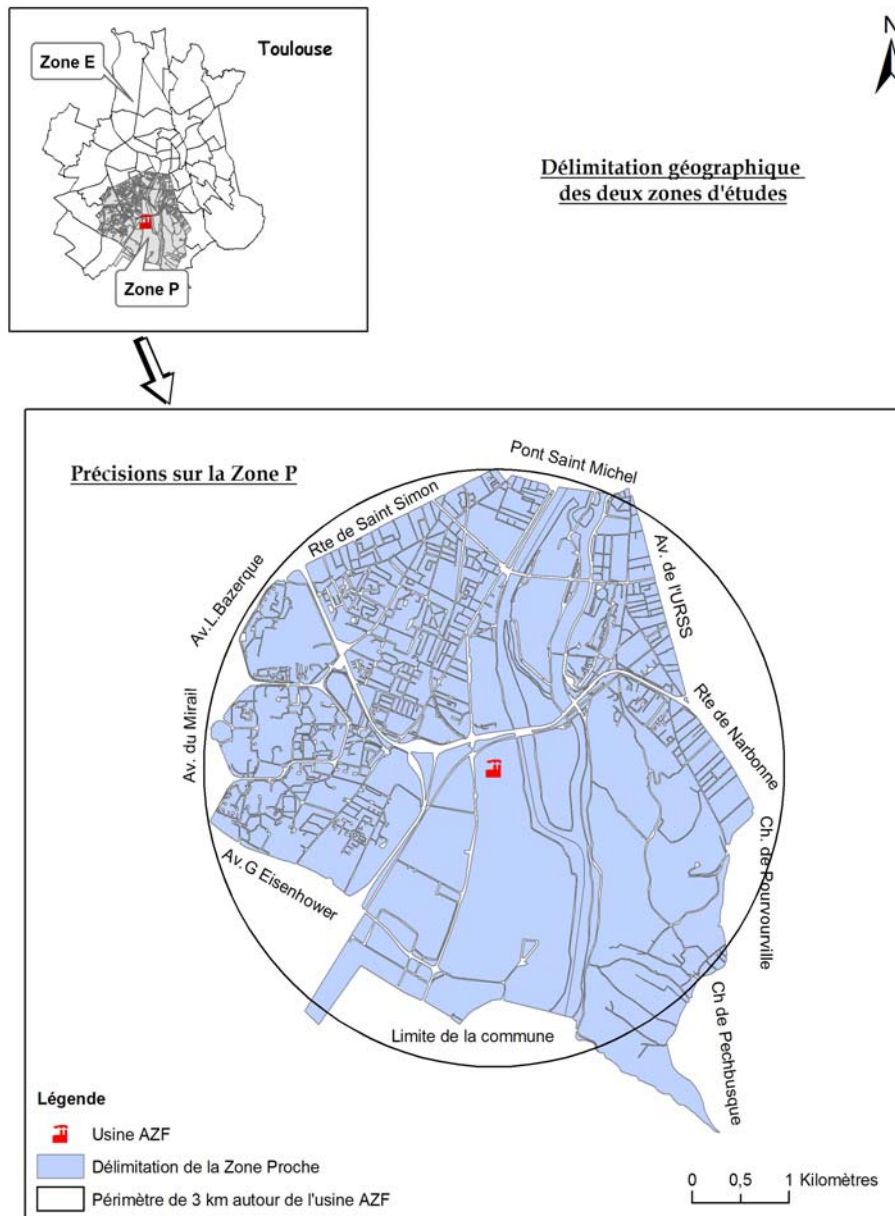 Toulouse
Zone E
Zone P
N
Délimitation géographique
des deux zones d'études
Précisions sur la Zone P
Pont Saint Michel
Rte de Saint Simon
Av. L.Bazerque
Av. de l'URSS
Av. du Mirail
Rte de Narbonne
Av. G Eisenhower
Ch. de Pourvourville
Ch de Pechbusque
Limite de la commune
Légende
Usine AZF
Délimitation de la Zone Proche
Périmètre de 3 km autour de l'usine AZF
0 0,5 1 Kilomètres